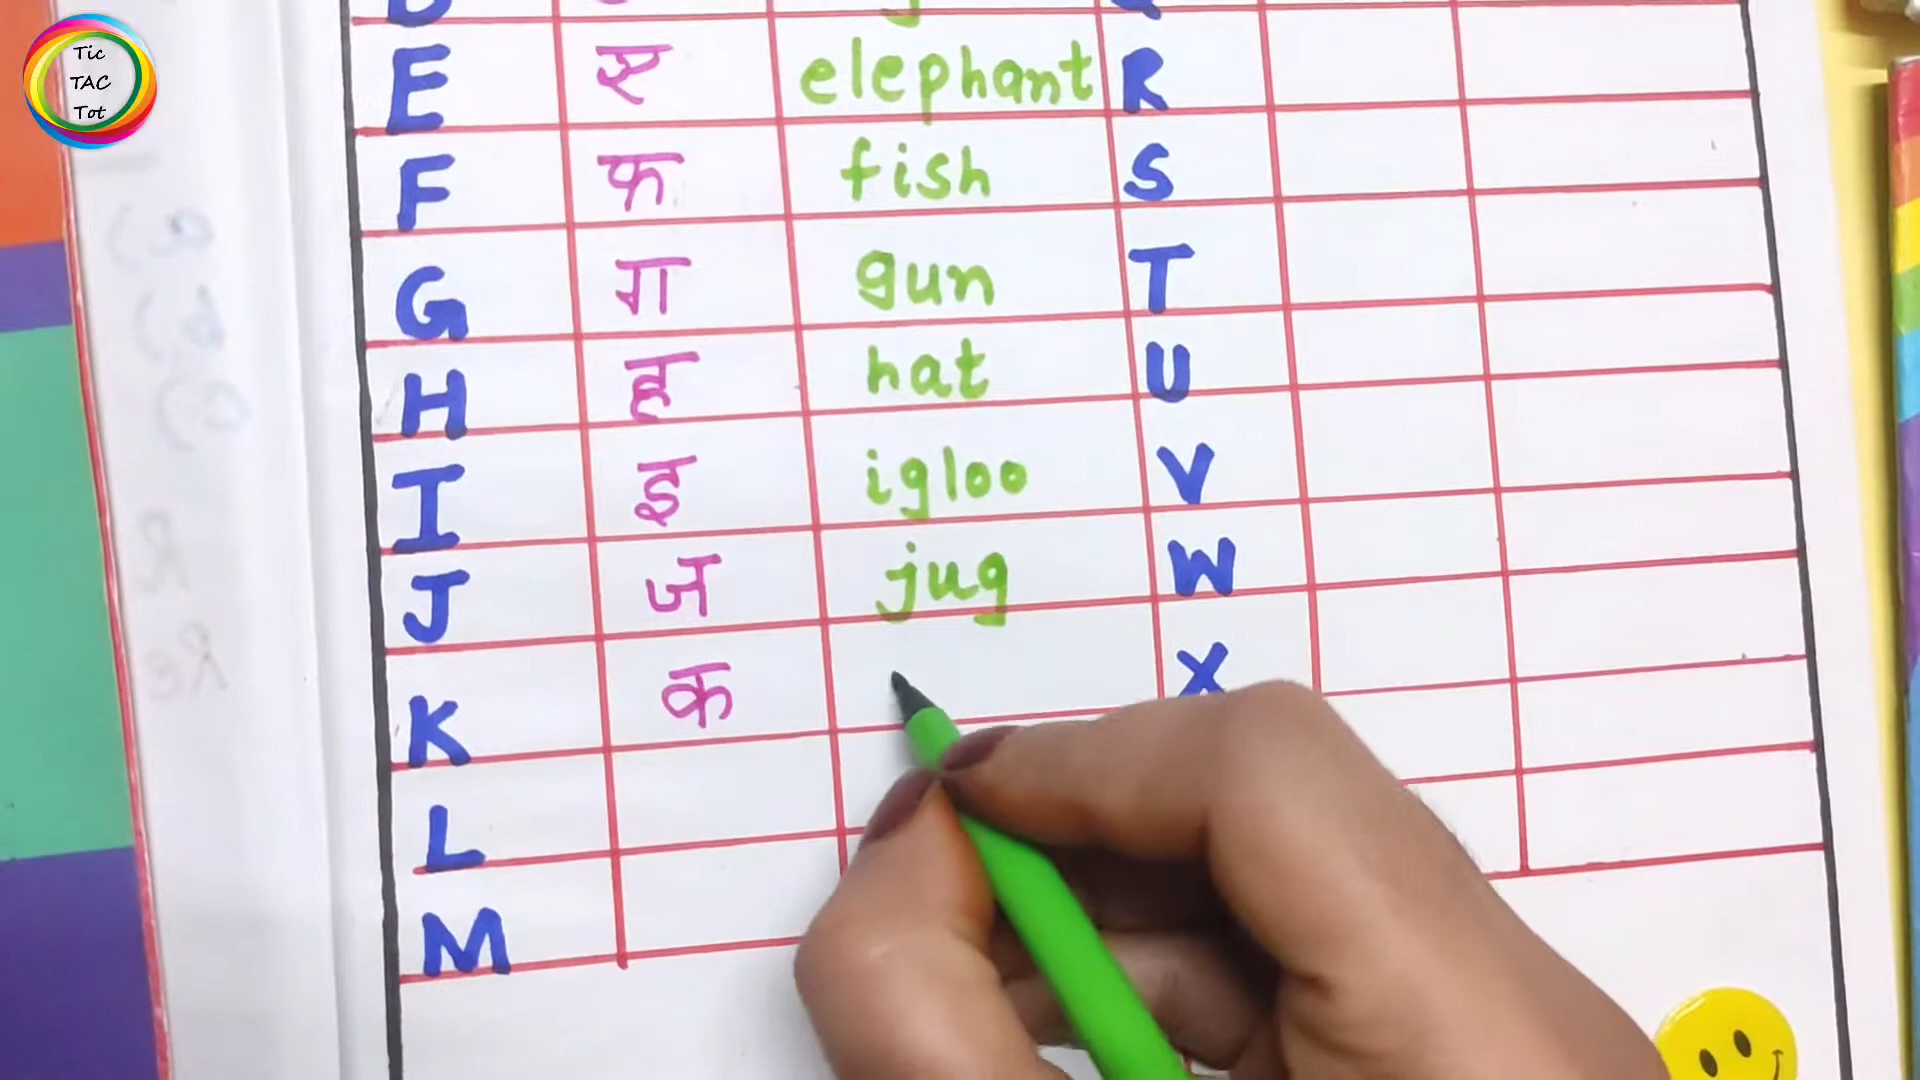 Tic
TAC
Tot
E ए elephant R
F फ fish S
G ग gun T
H ह hat U
I इ igloo V
J ज jug W
K क X
L
M